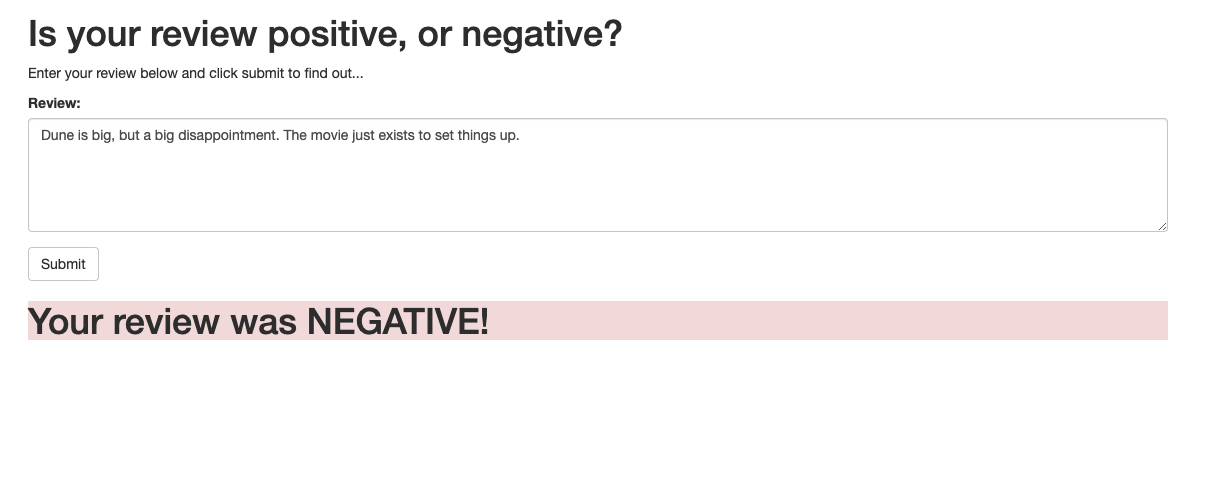 Is your review positive, or negative?
Enter your review below and click submit to find out...
Review:
Dune is big, but a big disappointment. The movie just exists to set things up.
Submit
Your review was NEGATIVE!